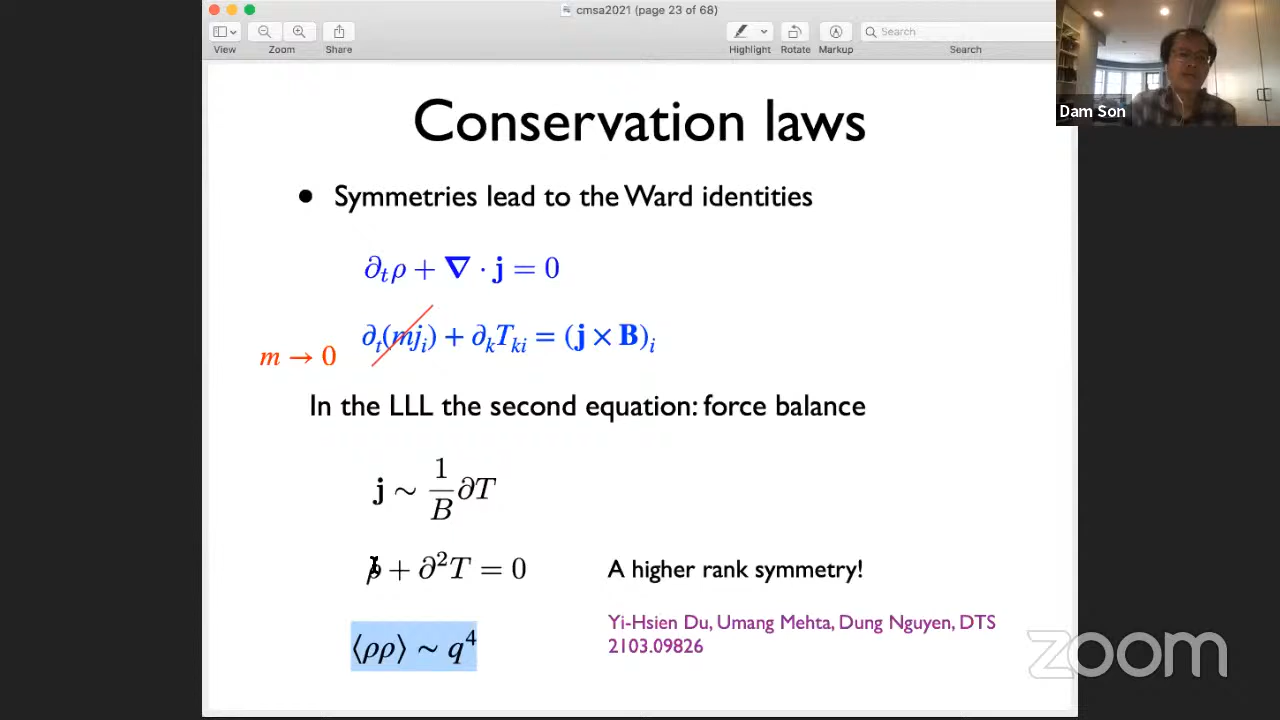 cmsa2021 (page 23 of 68)
View Zoom Share Highlight Rotate Markup Search
Search
Dam Son
Conservation laws
• Symmetries lead to the Ward identities
∂ₜρ + ∇ · j = 0
∂ₜ(mjᵢ) + ∂ₖTₖᵢ = (j × B)ᵢ
m → 0
In the LLL the second equation: force balance
j ∼ 1/B ∂T
+ ∂²T = 0
A higher rank symmetry!
⟨ρρ⟩ ~ q⁴
Yi-Hsien Du, Umang Mehta, Dung Nguyen, DTS
2103.09826
zoom